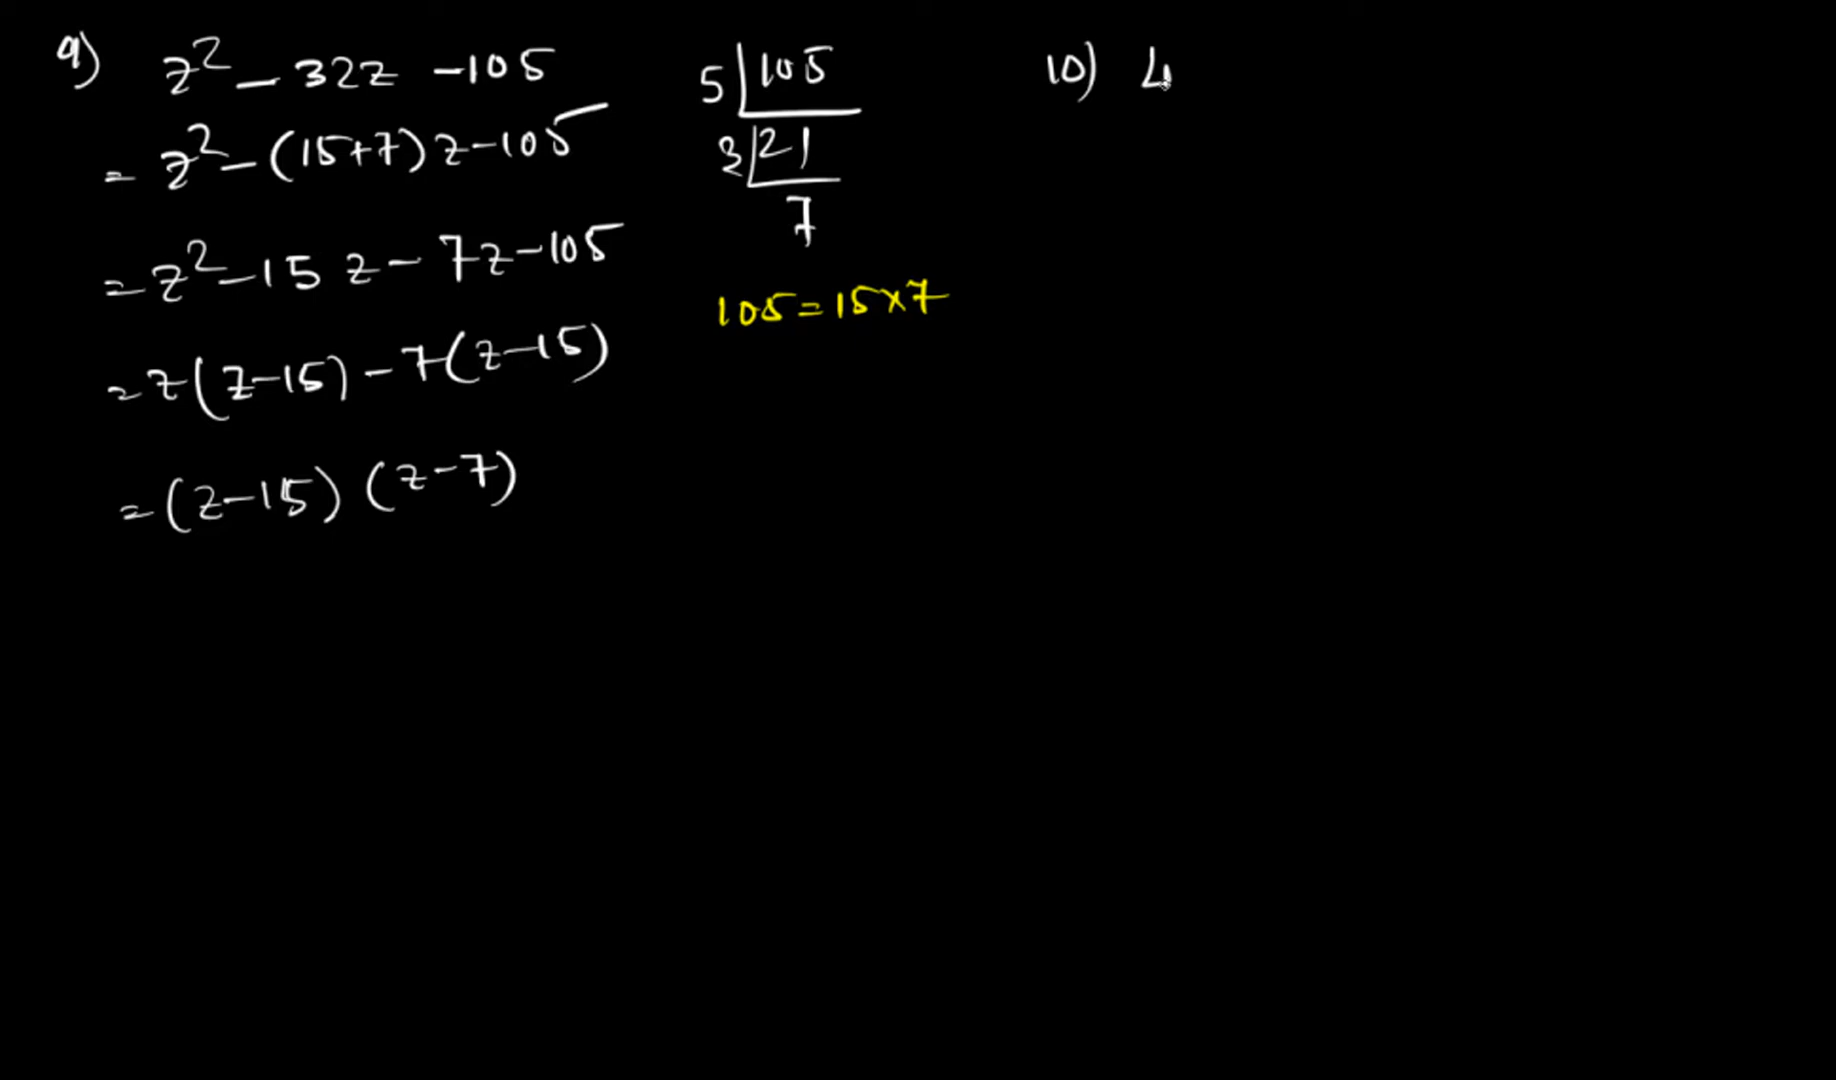 9) z² - 32z - 105
= z² - (15+7) z - 105
= z² - 15 z - 7z - 105
= z(z-15) - 7(z-15)
= (z-15) (z-7)
5 | 105
3 | 21
7
105 = 15 × 7
10) 4